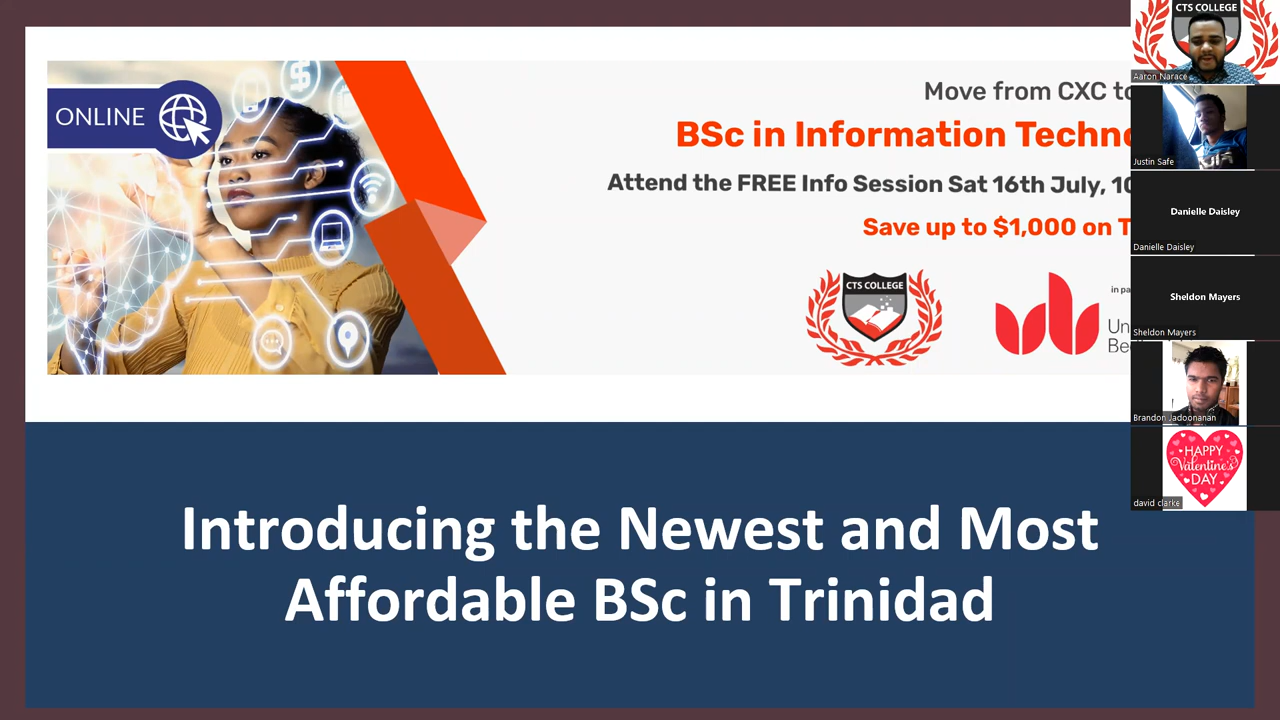 ONLINE
Move from CXC to
BSc in Information Techno
Attend the FREE Info Session Sat 16th July, 10
Save up to $1,000 on T
CTS COLLEGE
in pa
Un
Be
Introducing the Newest and Most
Affordable BSc in Trinidad
CTS COLLEGE
Aaron Narace
Justin Safe
Danielle Daisley
Danielle Daisley
Sheldon Mayers
Sheldon Mayers
Brandon Jadoonanan
HAPPY
Valentine's
DAY
david clarke